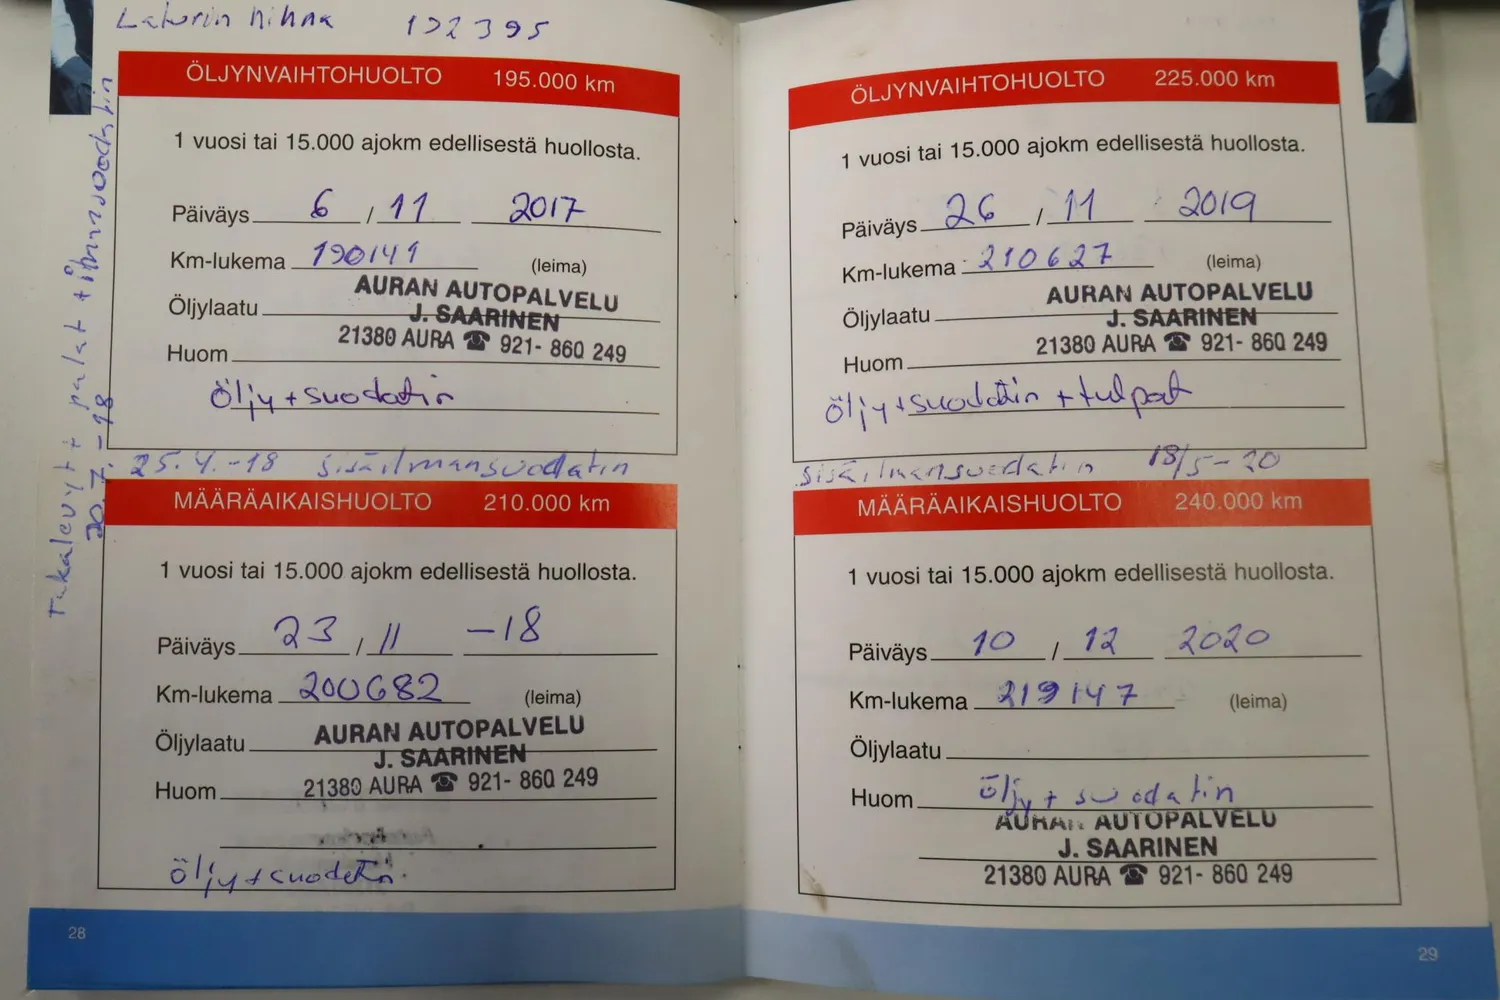 Laturin hihna 192395
ÖLJYNVAIHTOHUOLTO 195.000 km
1 vuosi tai 15.000 ajokm edellisestä huollosta.
Päiväys 6 / 11 2017
Km-lukema 190141 (leima)
AURAN AUTOPALVELU
Öljylaatu J. SAARINEN
21380 AURA ☎ 921- 860 249
Huom
öljy + suodatin
25.4.-18 sisäilmansuodatin
Takalevyt + palat + ilmansuodatin
20.7.-18
MÄÄRÄAIKAISHUOLTO 210.000 km
1 vuosi tai 15.000 ajokm edellisestä huollosta.
Päiväys 23 / 11 -18
Km-lukema 200682 (leima)
AURAN AUTOPALVELU
Öljylaatu J. SAARINEN
Huom 21380 AURA ☎ 921- 860 249
öljy + suodatin
28
ÖLJYNVAIHTOHUOLTO 225.000 km
1 vuosi tai 15.000 ajokm edellisestä huollosta.
Päiväys 26 / 11 2019
Km-lukema 210627 (leima)
AURAN AUTOPALVELU
Öljylaatu J. SAARINEN
21380 AURA ☎ 921- 860 249
Huom
öljy + suodatin + tulpat
sisäilmansuodatin 18/5-20
MÄÄRÄAIKAISHUOLTO 240.000 km
1 vuosi tai 15.000 ajokm edellisestä huollosta.
Päiväys 10 / 12 2020
Km-lukema 219147 (leima)
Öljylaatu
Huom öljy + suodatin
AURAN AUTOPALVELU
J. SAARINEN
21380 AURA ☎ 921- 860 249
29